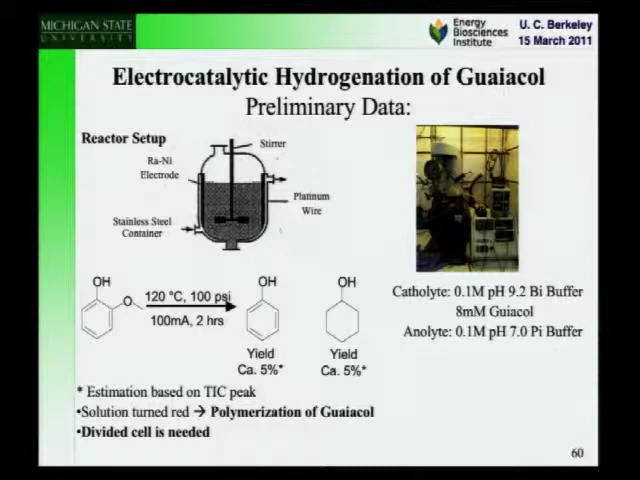 MICHIGAN STATE
UNIVERSITY
Energy
Biosciences
Institute
U. C. Berkeley
15 March 2011
Electrocatalytic Hydrogenation of Guaiacol
Preliminary Data:
Reactor Setup
Stirrer
Ra-Ni
Electrode
Platinum
Wire
Stainless Steel
Container
OH
O
120 °C, 100 psi
100mA, 2 hrs
OH
OH
Yield
Ca. 5%*
Yield
Ca. 5%*
Catholyte: 0.1M pH 9.2 Bi Buffer
8mM Guiacol
Anolyte: 0.1M pH 7.0 Pi Buffer
* Estimation based on TIC peak
•Solution turned red → Polymerization of Guaiacol
•Divided cell is needed
60